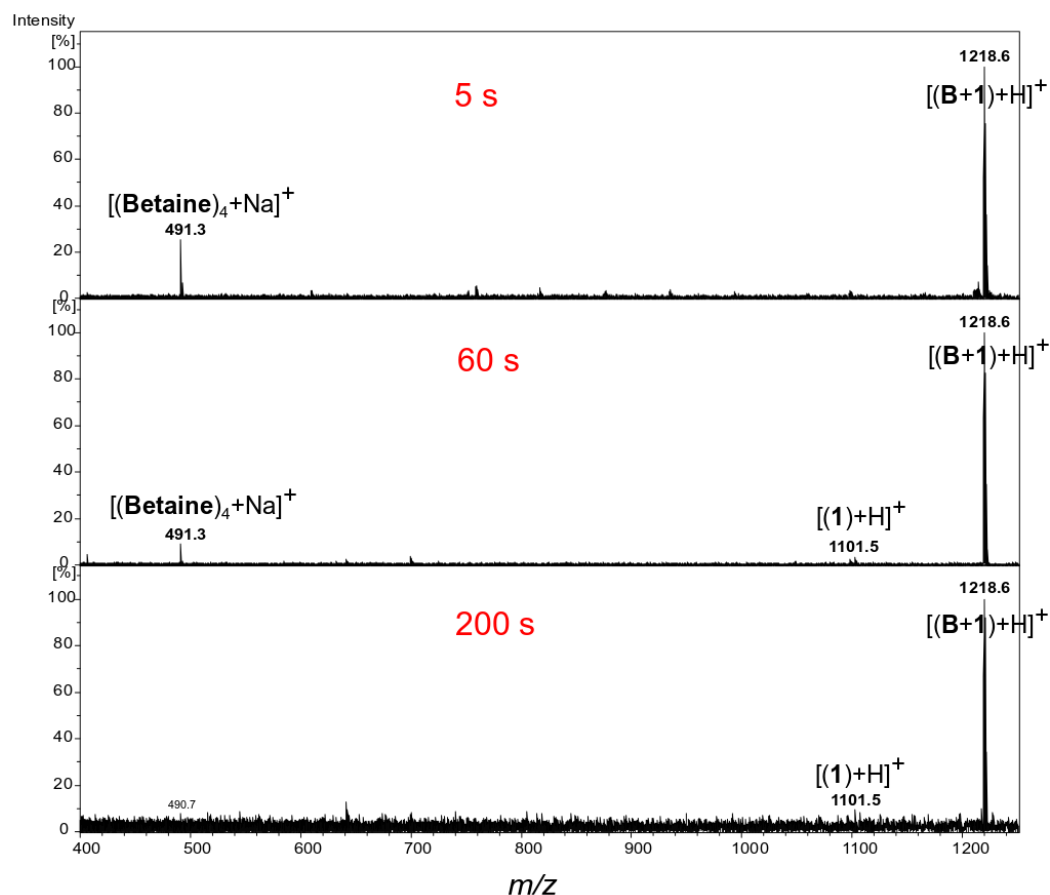 Intensity
[%]
100
80
60
40
20
0
5 s
1218.6
[(B+1)+H]+
[(Betaine)4+Na]+
491.3
[%]
100
80
60
40
20
0
60 s
1218.6
[(B+1)+H]+
[(Betaine)4+Na]+
491.3
[(1)+H]+
1101.5
[%]
100
80
60
40
20
0
200 s
1218.6
[(B+1)+H]+
[(1)+H]+
1101.5
490.7
400 500 600 700 800 900 1000 1100 1200
m/z